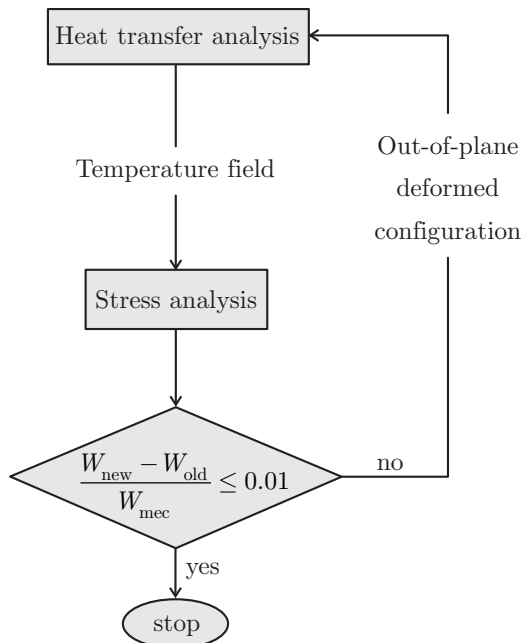 Heat transfer analysis
Temperature field
Out-of-plane
deformed
configuration
Stress analysis
W_new − W_old
W_mec
≤ 0.01
no
yes
stop